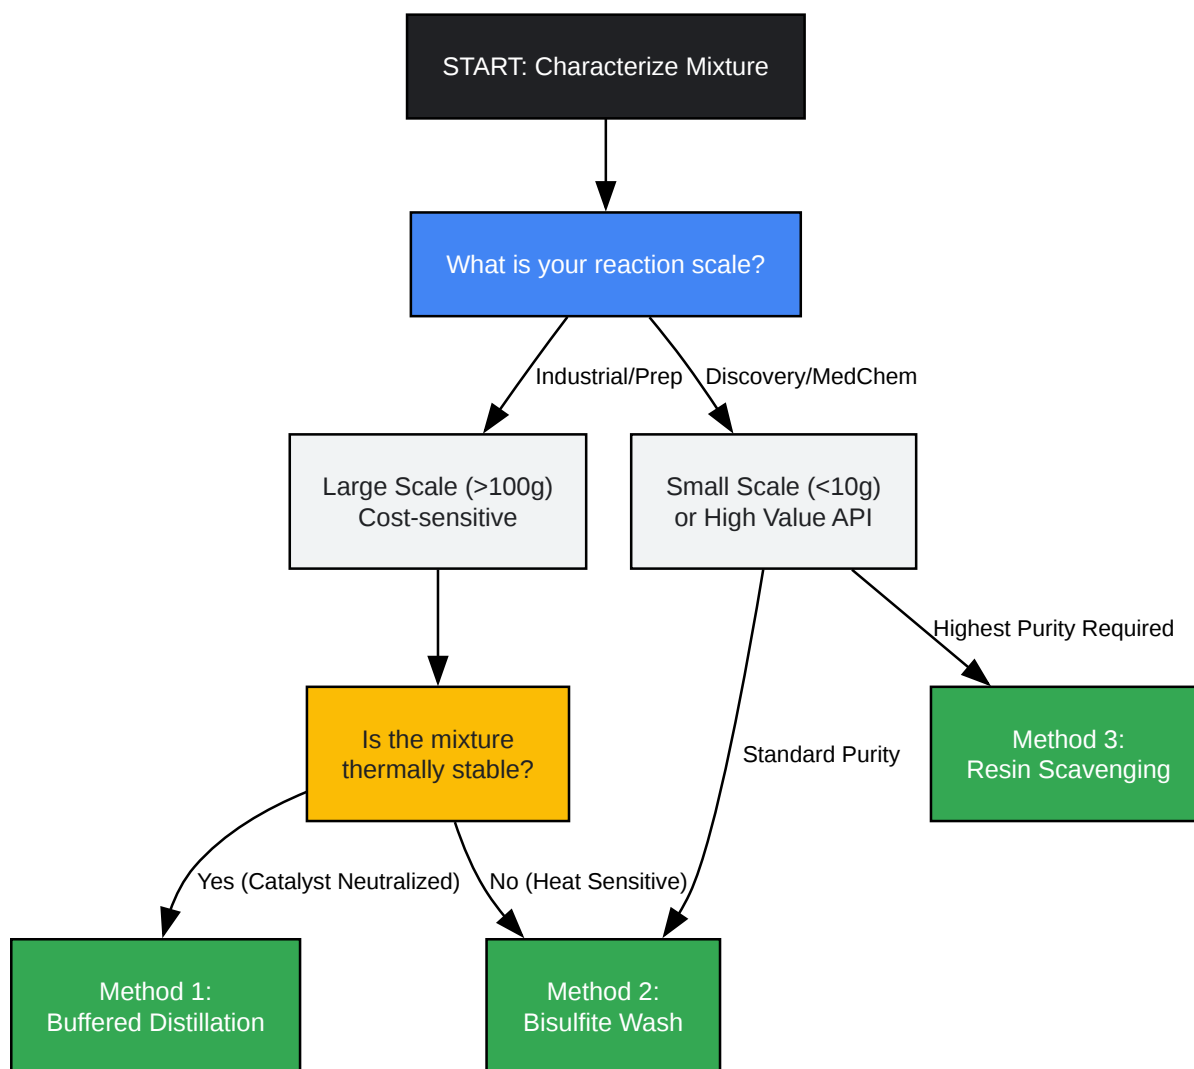 START: Characterize Mixture
What is your reaction scale?
Industrial/Prep
Discovery/MedChem
Large Scale (>100g)
Cost-sensitive
Small Scale (<10g)
or High Value API
Highest Purity Required
Is the mixture
thermally stable?
Method 3:
Resin Scavenging
Standard Purity
Yes (Catalyst Neutralized)
No (Heat Sensitive)
Method 1:
Buffered Distillation
Method 2:
Bisulfite Wash